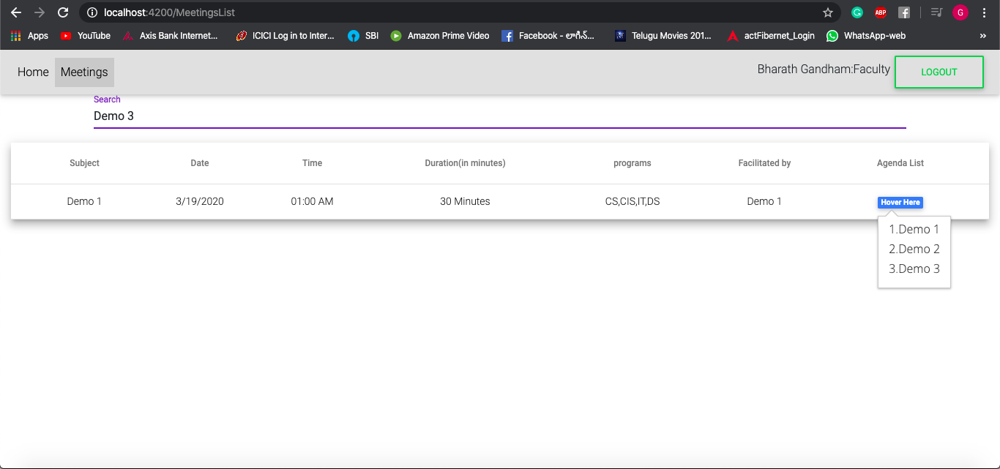 localhost:4200/MeetingsList
ABP
G
Apps YouTube Axis Bank Internet... ICICI Log in to Inter... SBI Amazon Prime Video Facebook - లాగిన్... Telugu Movies 201... actFibernet_Login WhatsApp-web »
Home Meetings Bharath Gandham:Faculty LOGOUT
Search
Demo 3
Subject Date Time Duration(in minutes) programs Facilitated by Agenda List
Demo 1 3/19/2020 01:00 AM 30 Minutes CS,CIS,IT,DS Demo 1 Hover Here
1.Demo 1
2.Demo 2
3.Demo 3